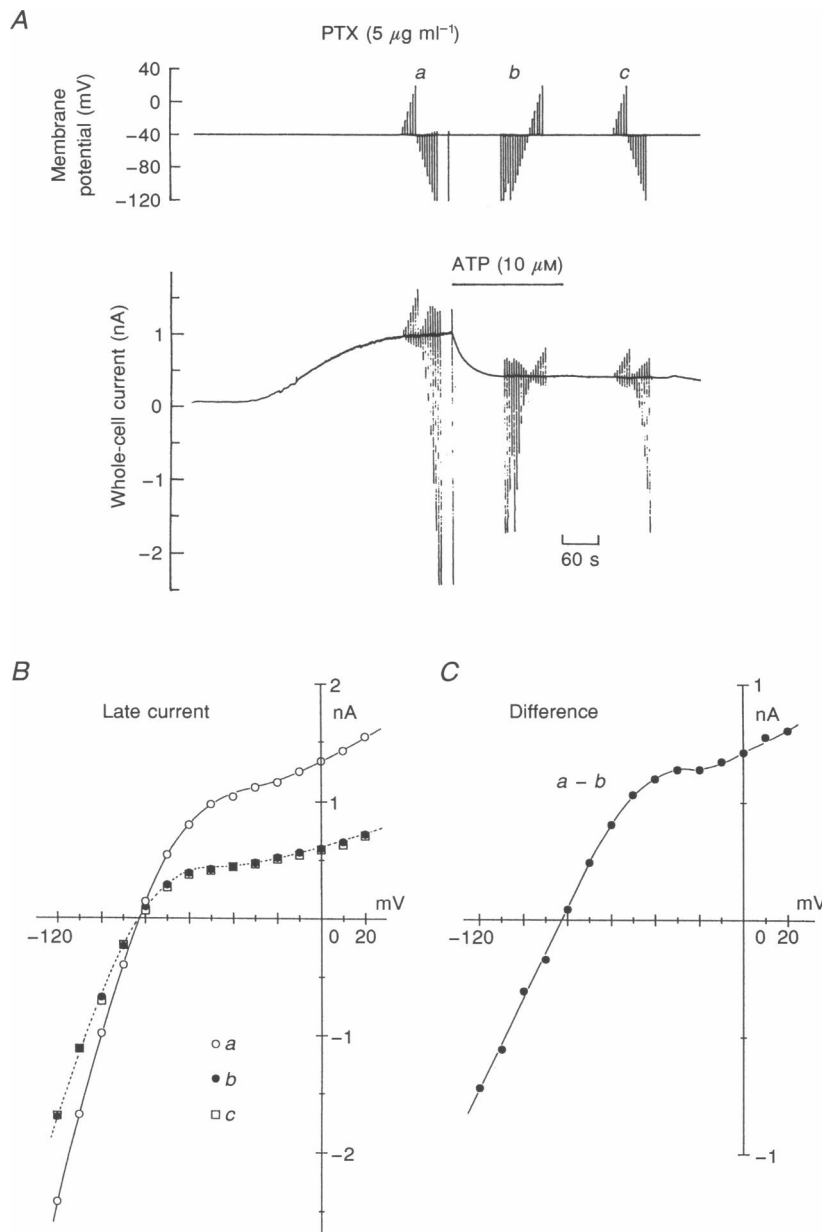 A
PTX (5 μg ml⁻¹)
a
b
c
Membrane
potential (mV)
40
0
−40
−80
−120
ATP (10 μM)
Whole-cell current (nA)
1
0
−1
−2
60 s
B
Late current
2
nA
1
mV
−120
0 20
−1
−2
a
b
c
C
Difference
1
nA
a − b
mV
−120
0 20
−1